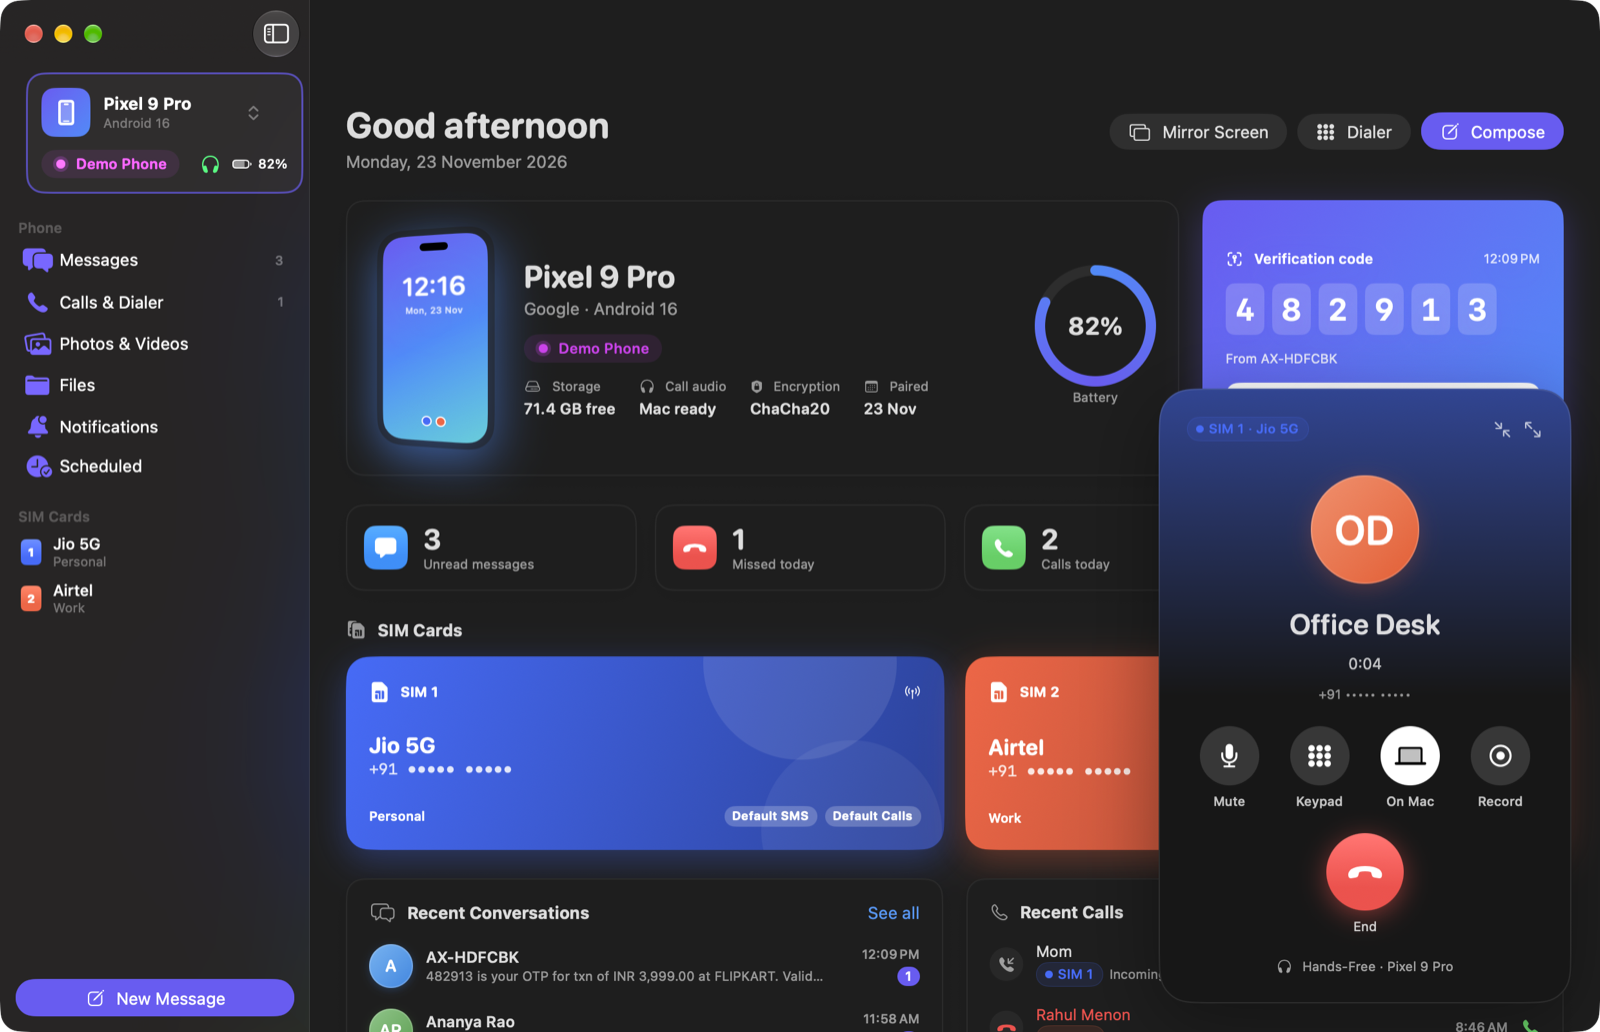 Pixel 9 Pro
Android 16
Demo Phone
82%
Phone
Messages 3
Calls & Dialer 1
Photos & Videos
Files
Notifications
Scheduled
SIM Cards
1 Jio 5G
Personal
2 Airtel
Work
New Message
Good afternoon
Monday, 23 November 2026
Mirror Screen
Dialer
Compose
12:16
Mon, 23 Nov
Pixel 9 Pro
Google · Android 16
Demo Phone
Storage
71.4 GB free
Call audio
Mac ready
Encryption
ChaCha20
Paired
23 Nov
82%
Battery
Verification code 12:09 PM
4 8 2 9 1 3
From AX-HDFCBK
3
Unread messages
1
Missed today
2
Calls today
SIM Cards
SIM 1
Jio 5G
+91 ••••• •••••
Personal
Default SMS
Default Calls
SIM 2
Airtel
+91 ••••• •••••
Work
Recent Conversations See all
A
AX-HDFCBK 12:09 PM
482913 is your OTP for txn of INR 3,999.00 at FLIPKART. Valid... 1
AR
Ananya Rao 11:58 AM
Recent Calls
Mom
SIM 1 Incoming
Rahul Menon
8:46 AM
SIM 1 · Jio 5G
OD
Office Desk
0:04
+91 ••••• •••••
Mute
Keypad
On Mac
Record
End
Hands-Free · Pixel 9 Pro